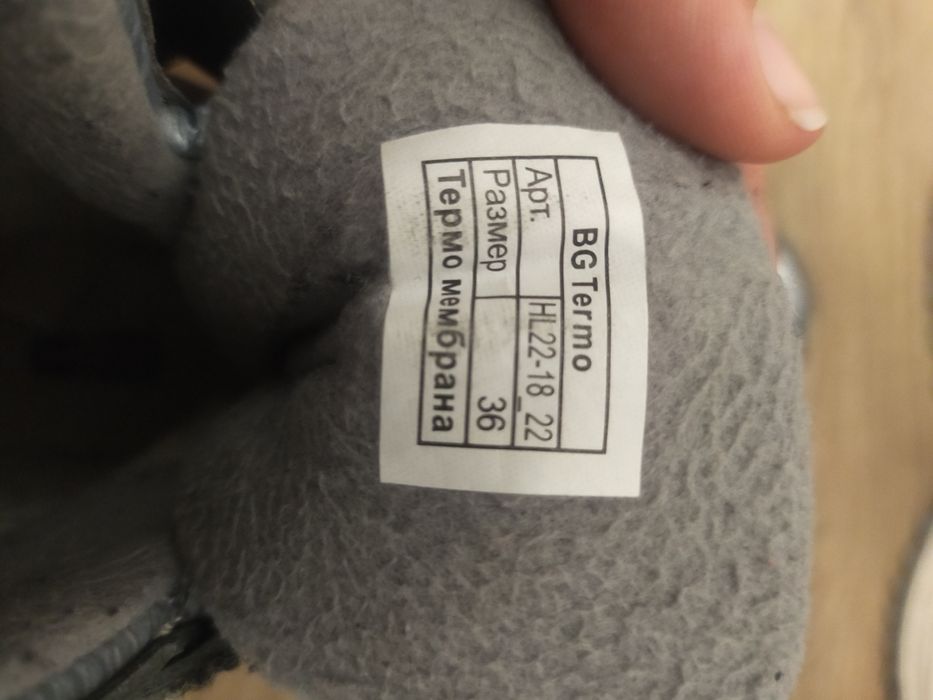 BG Termo
Арт. HL22-18_22
Размер 36
Термо мембрана